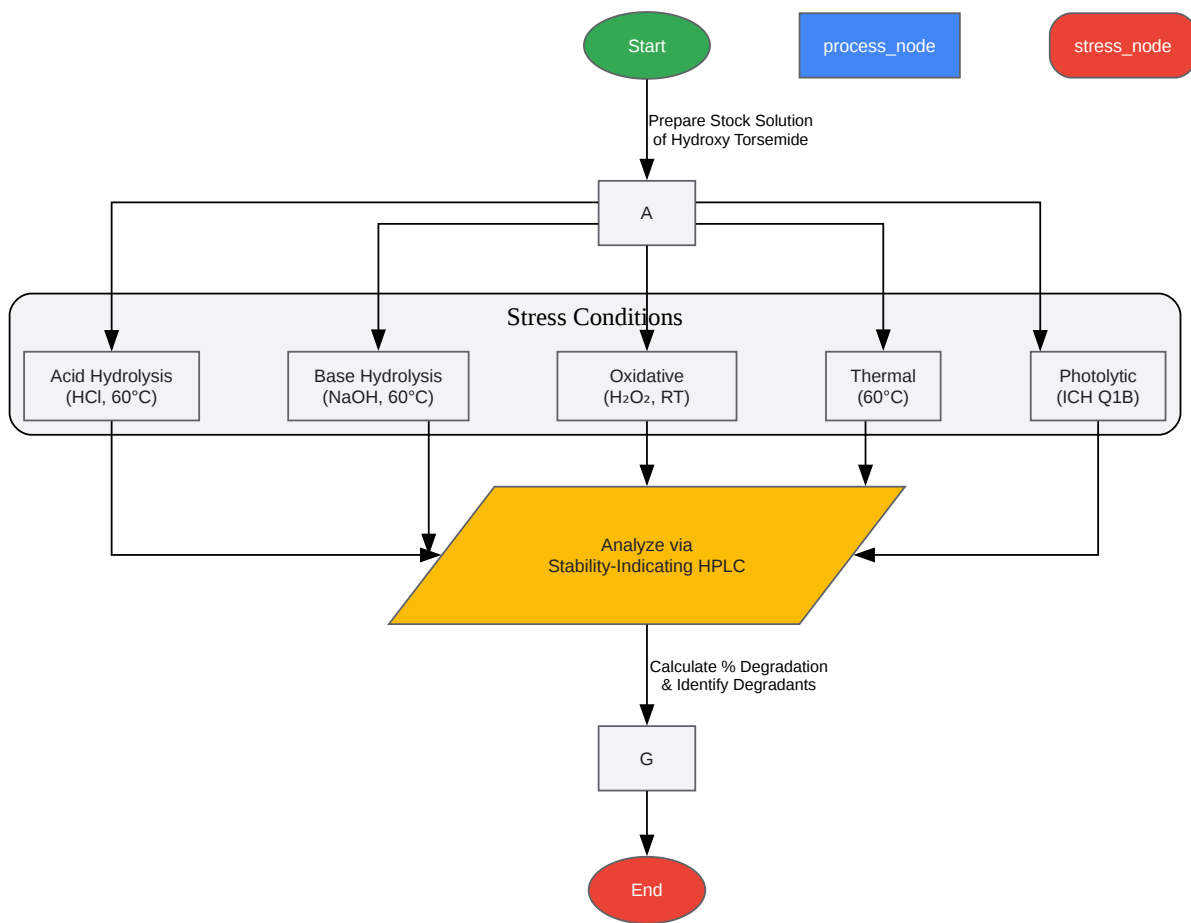 Start
process_node
stress_node
Prepare Stock Solution
of Hydroxy Torsemide
A
Stress Conditions
Acid Hydrolysis
(HCl, 60°C)
Base Hydrolysis
(NaOH, 60°C)
Oxidative
(H₂O₂, RT)
Thermal
(60°C)
Photolytic
(ICH Q1B)
Analyze via
Stability-Indicating HPLC
Calculate % Degradation
& Identify Degradants
G
End